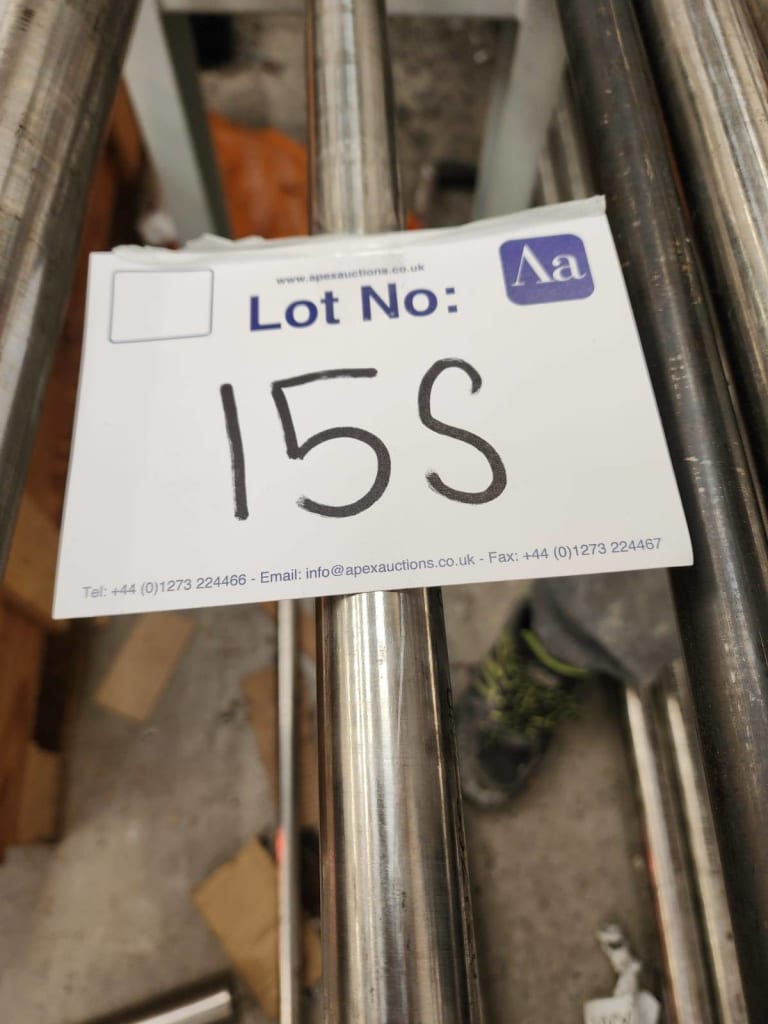 www.apexauctions.co.uk
Lot No:
Aa
15S
Tel: +44 (0)1273 224466 - Email: info@apexauctions.co.uk - Fax: +44 (0)1273 224467